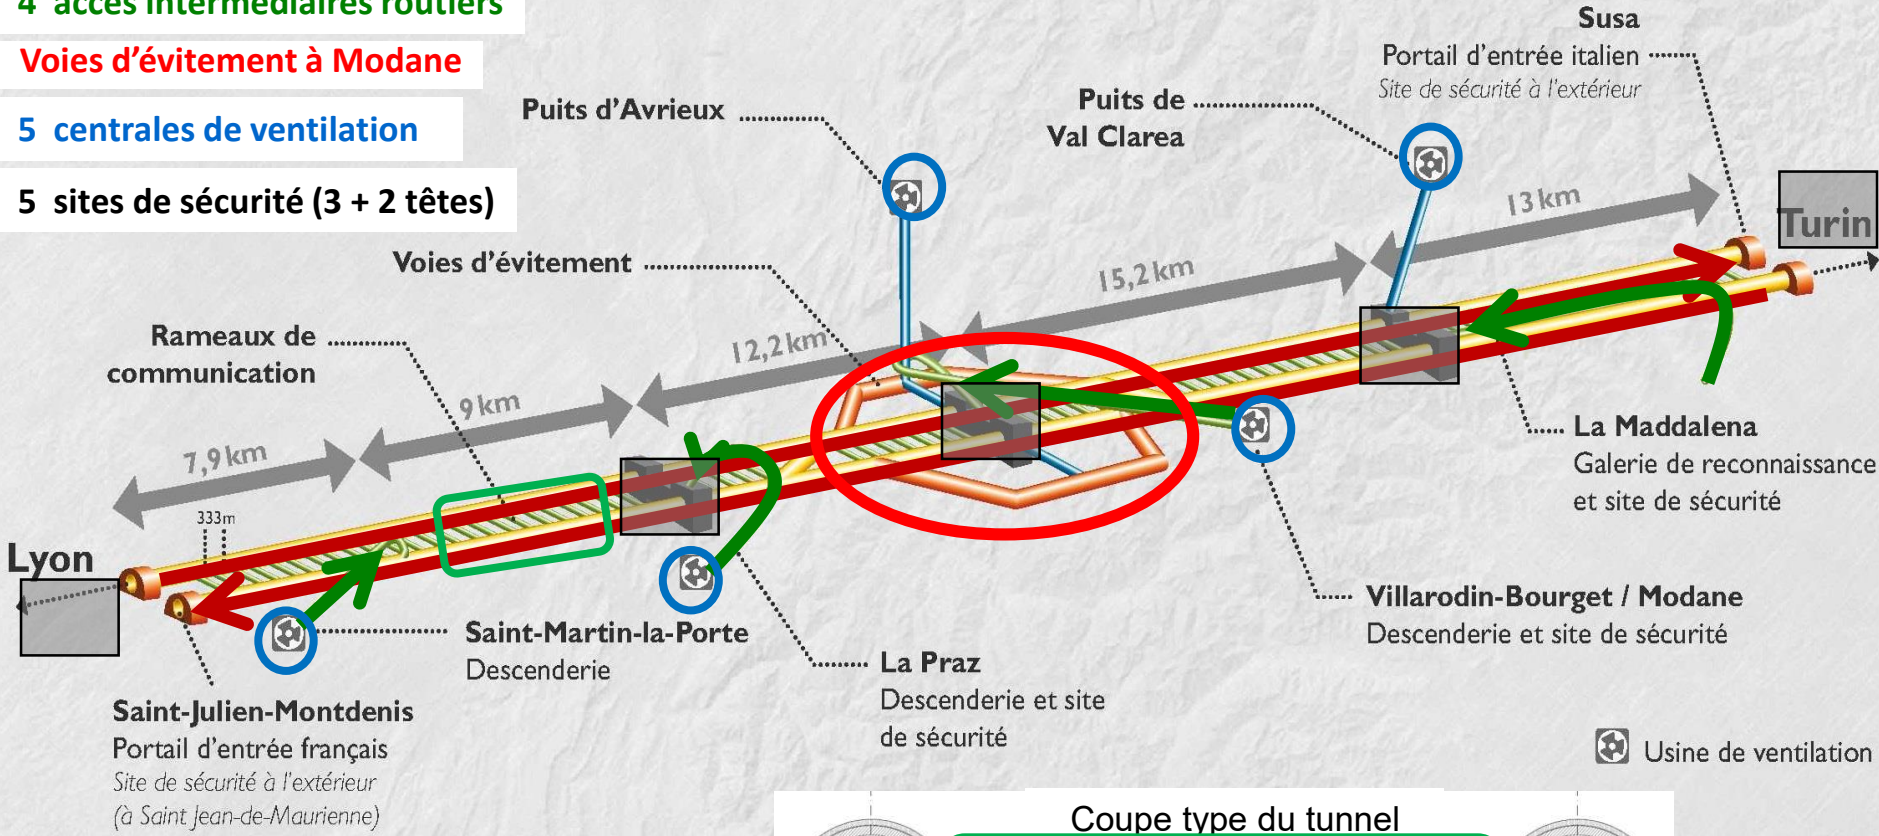 4 accès intermédiaires routiers
Voies d'évitement à Modane
5 centrales de ventilation
5 sites de sécurité (3 + 2 têtes)
Susa
Portail d'entrée italien
Site de sécurité à l'extérieur
Puits d'Avrieux
Puits de
Val Clarea
Turin
13 km
15,2 km
Voies d'évitement
12,2 km
Rameaux de
communication
9 km
7,9 km
333m
Lyon
La Maddalena
Galerie de reconnaissance
et site de sécurité
Villarodin-Bourget / Modane
Descenderie et site de sécurité
Saint-Martin-la-Porte
Descenderie
La Praz
Descenderie et site
de sécurité
Saint-Julien-Montdenis
Portail d'entrée français
Site de sécurité à l'extérieur
(à Saint Jean-de-Maurienne)
Usine de ventilation
Coupe type du tunnel